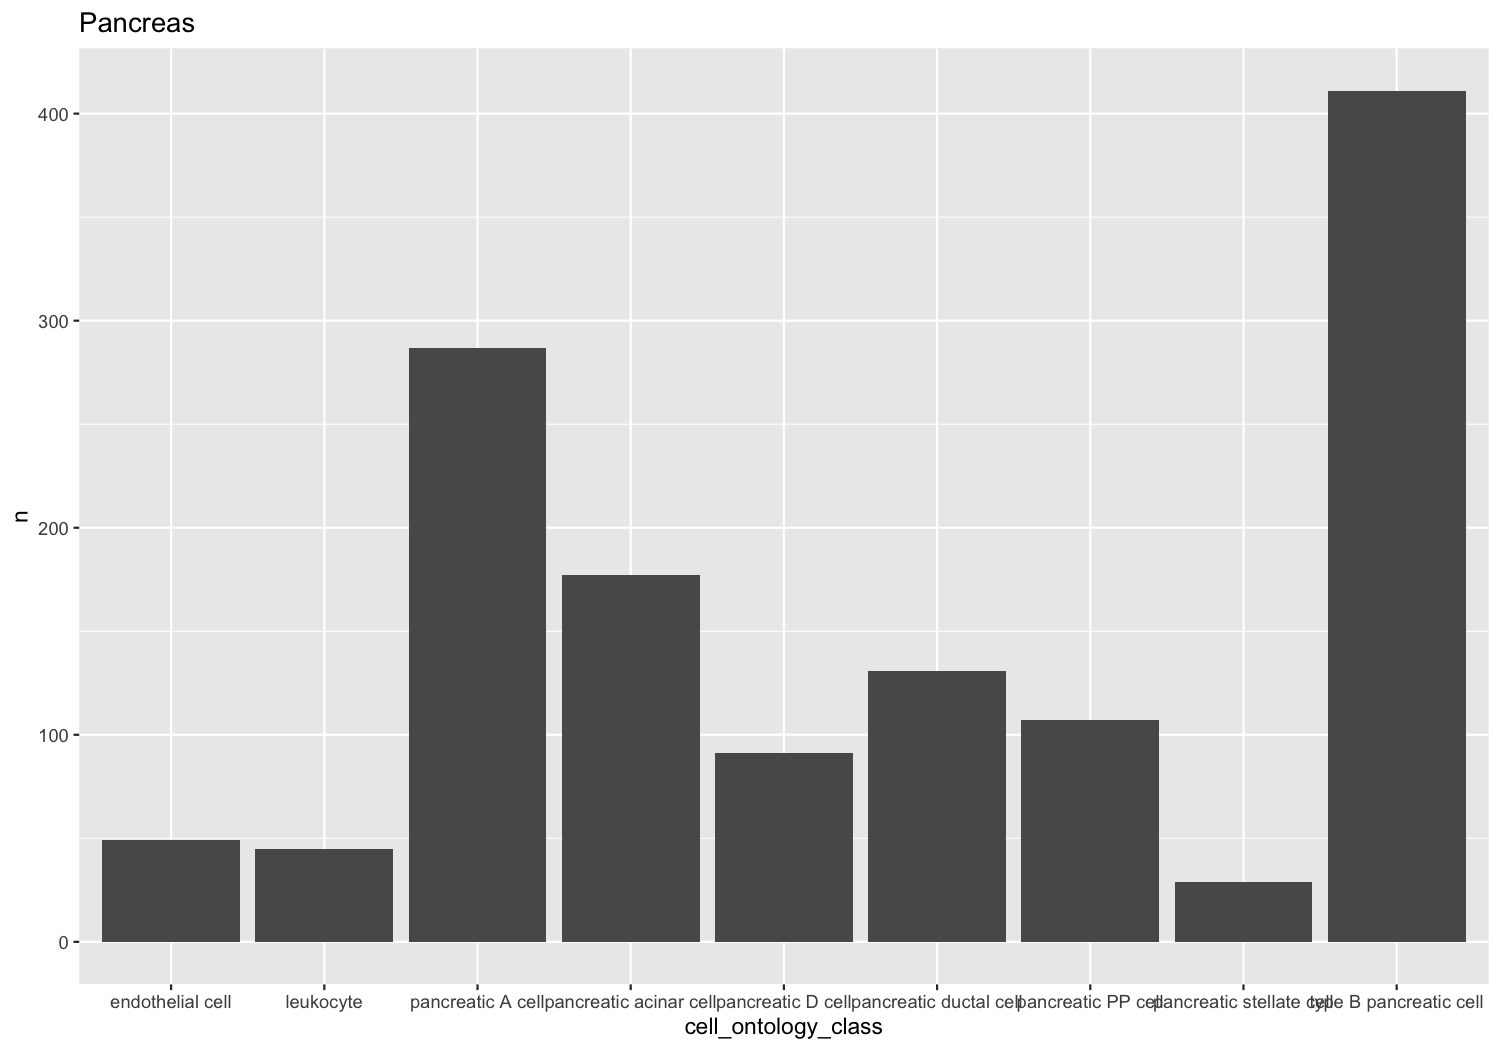 Pancreas
400
300
200
100
0
n
endothelial cell
leukocyte
pancreatic A cell
pancreatic acinar cell
pancreatic D cell
pancreatic ductal cell
pancreatic PP cell
pancreatic stellate cell
type B pancreatic cell
cell_ontology_class